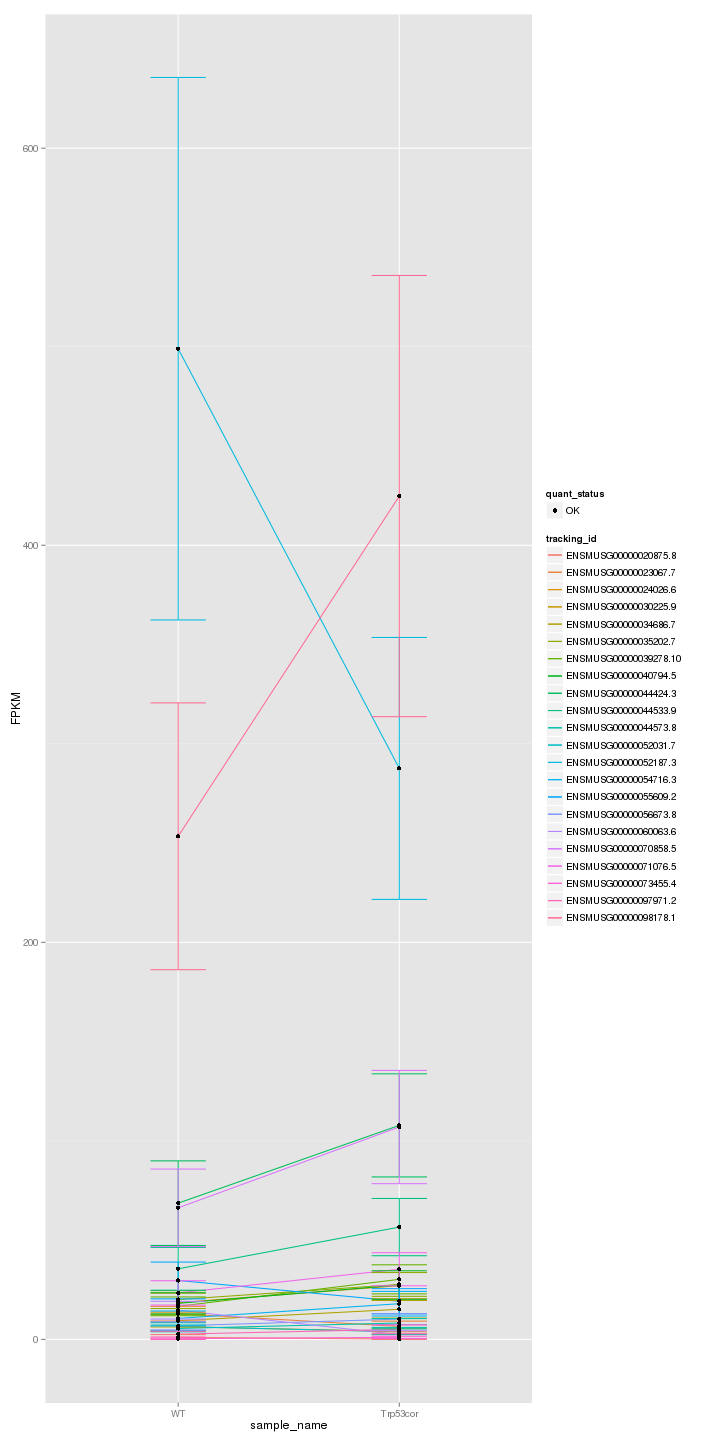 600
400
200
0
FPKM
WT
Trp53cor
sample_name
quant_status
OK
tracking_id
ENSMUSG00000020875.8
ENSMUSG00000023067.7
ENSMUSG00000024026.6
ENSMUSG00000030225.9
ENSMUSG00000034686.7
ENSMUSG00000035202.7
ENSMUSG00000039278.10
ENSMUSG00000040794.5
ENSMUSG00000044424.3
ENSMUSG00000044533.9
ENSMUSG00000044573.8
ENSMUSG00000052031.7
ENSMUSG00000052187.3
ENSMUSG00000054716.3
ENSMUSG00000055609.2
ENSMUSG00000056673.8
ENSMUSG00000060063.6
ENSMUSG00000070858.5
ENSMUSG00000071076.5
ENSMUSG00000073455.4
ENSMUSG00000097971.2
ENSMUSG00000098178.1